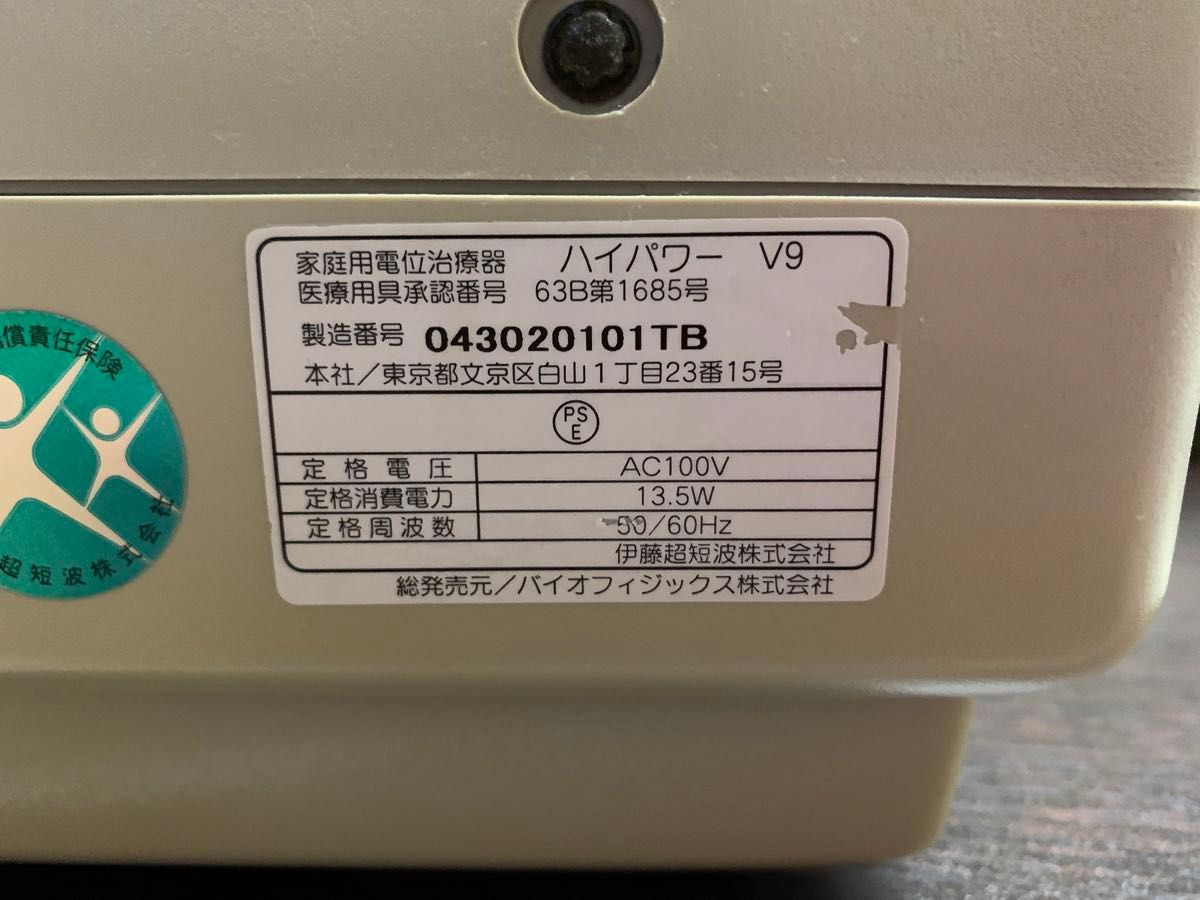 家庭用電位治療器 ハイパワー V9
医療用具承認番号 63B第1685号
製造番号 043020101TB
本社／東京都文京区白山1丁目23番15号
PS
E
定格電圧 AC100V
定格消費電力 13.5W
定格周波数 50/60Hz
伊藤超短波株式会社
総発売元／バイオフィジックス株式会社
償責任保険
超短波株式会社